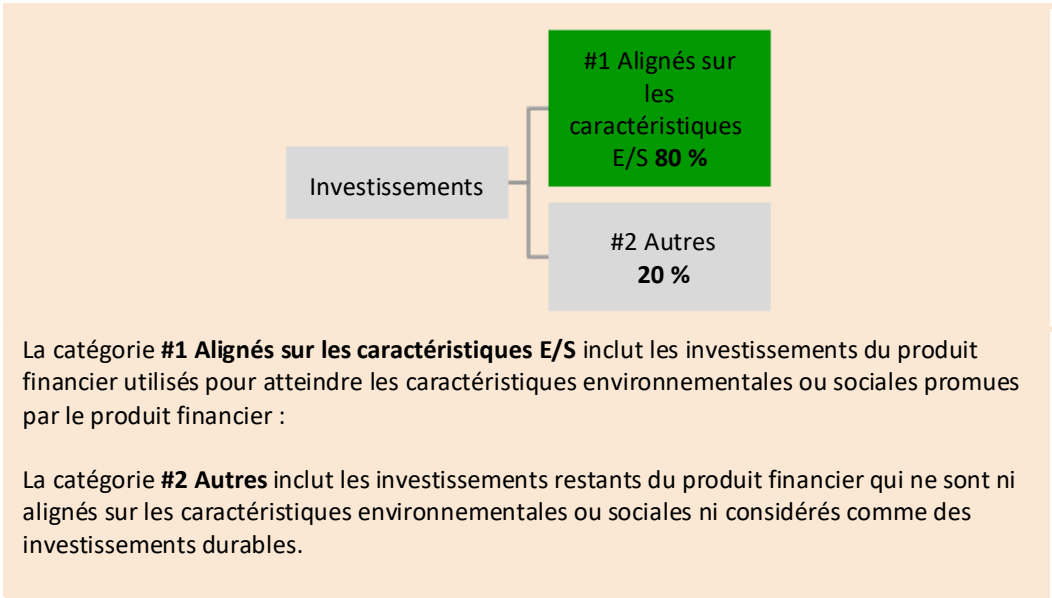 #1 Alignés sur
les
caractéristiques
E/S 80 %
Investissements
#2 Autres
20 %
La catégorie #1 Alignés sur les caractéristiques E/S inclut les investissements du produit
financier utilisés pour atteindre les caractéristiques environnementales ou sociales promues
par le produit financier :
La catégorie #2 Autres inclut les investissements restants du produit financier qui ne sont ni
alignés sur les caractéristiques environnementales ou sociales ni considérés comme des
investissements durables.